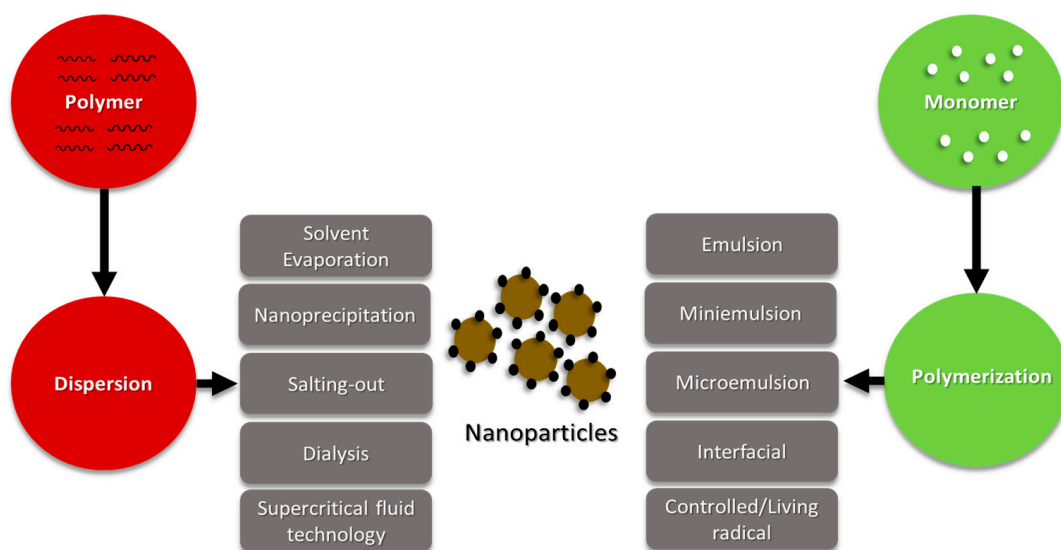 Polymer
Monomer
Solvent
Evaporation
Nanoprecipitation
Salting-out
Dialysis
Supercritical fluid
technology
Dispersion
Nanoparticles
Emulsion
Miniemulsion
Microemulsion
Interfacial
Controlled/Living
radical
Polymerization